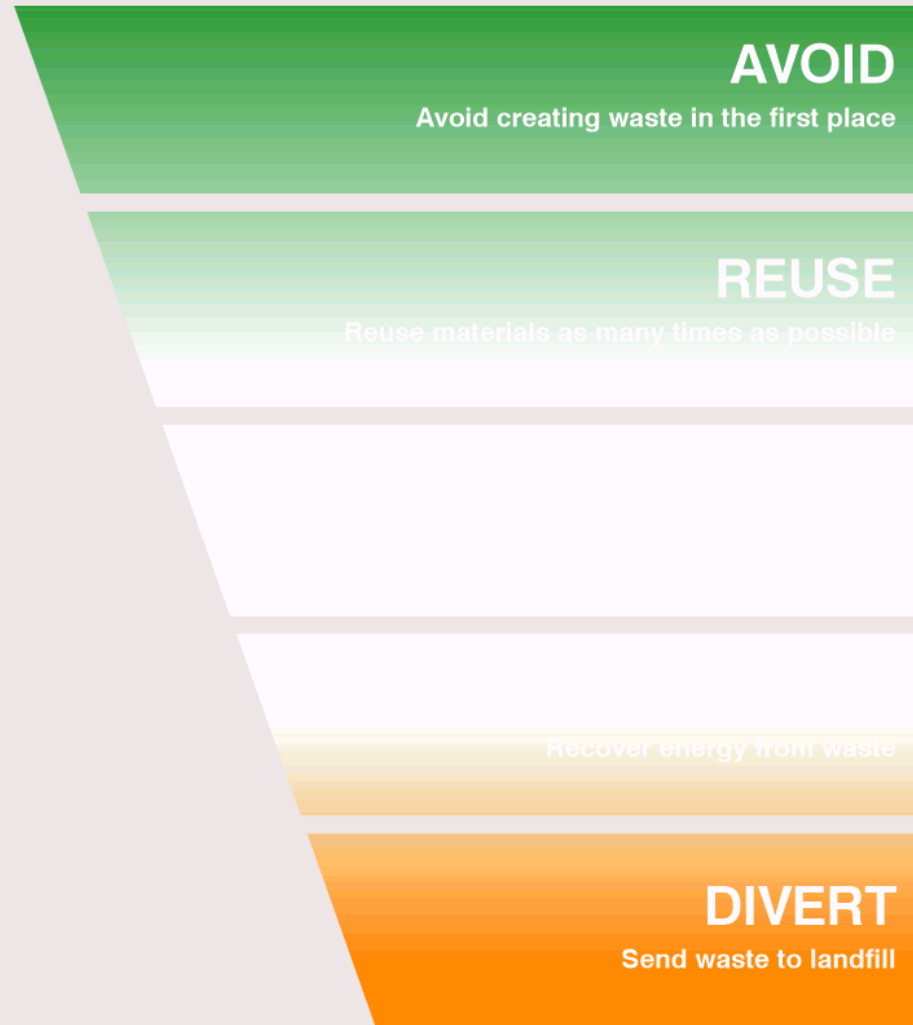 AVOID
Avoid creating waste in the first place
REUSE
Reuse materials as many times as possible
Recover energy from waste
DIVERT
Send waste to landfill